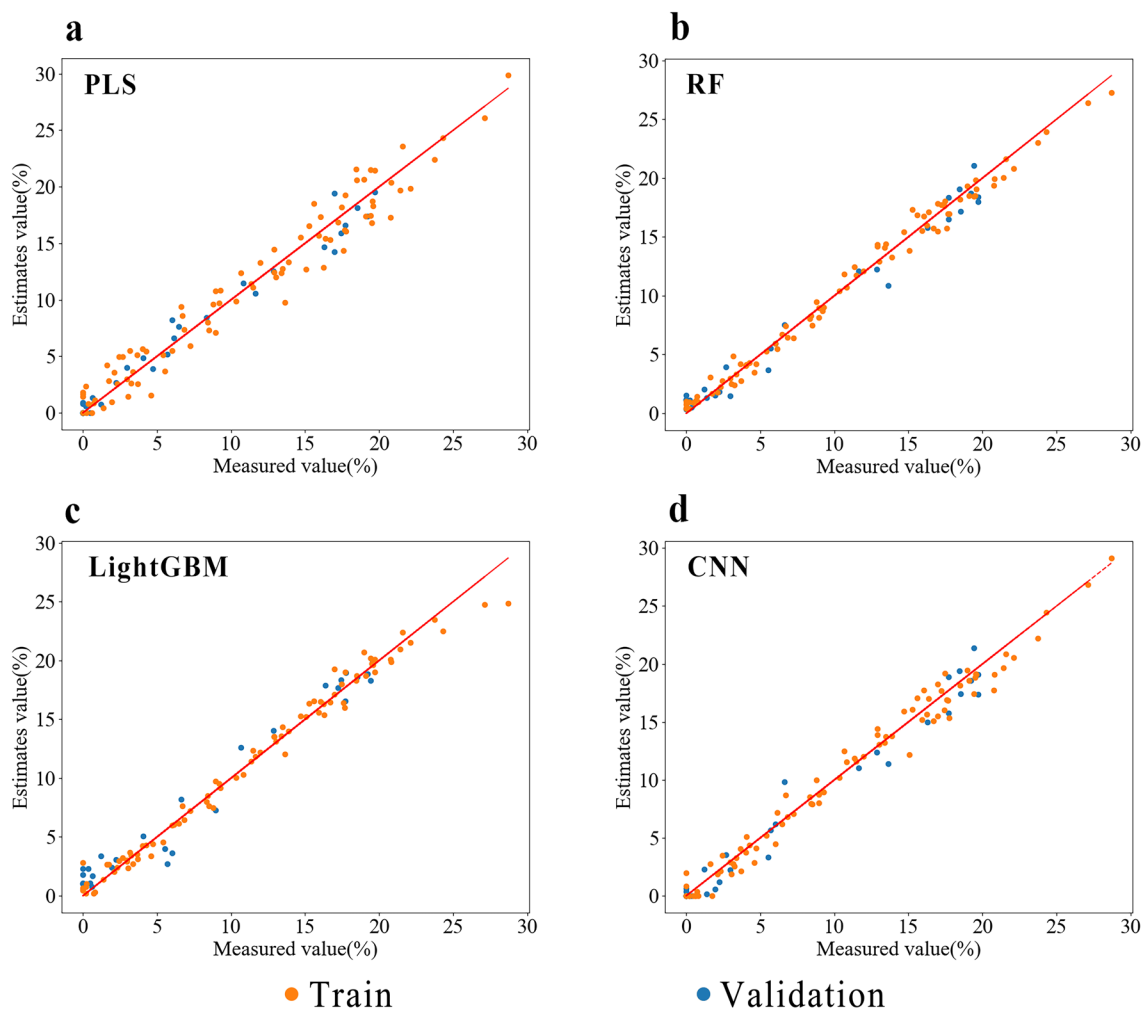 a
PLS
30
25
20
15
10
5
0
Estimates value(%)
0 5 10 15 20 25 30
Measured value(%)
b
RF
30
25
20
15
10
5
0
Estimates value(%)
0 5 10 15 20 25 30
Measured value(%)
c
LightGBM
30
25
20
15
10
5
0
Estimates value(%)
0 5 10 15 20 25 30
Measured value(%)
d
CNN
30
25
20
15
10
5
0
Estimates value(%)
0 5 10 15 20 25 30
Measured value(%)
Train
Validation